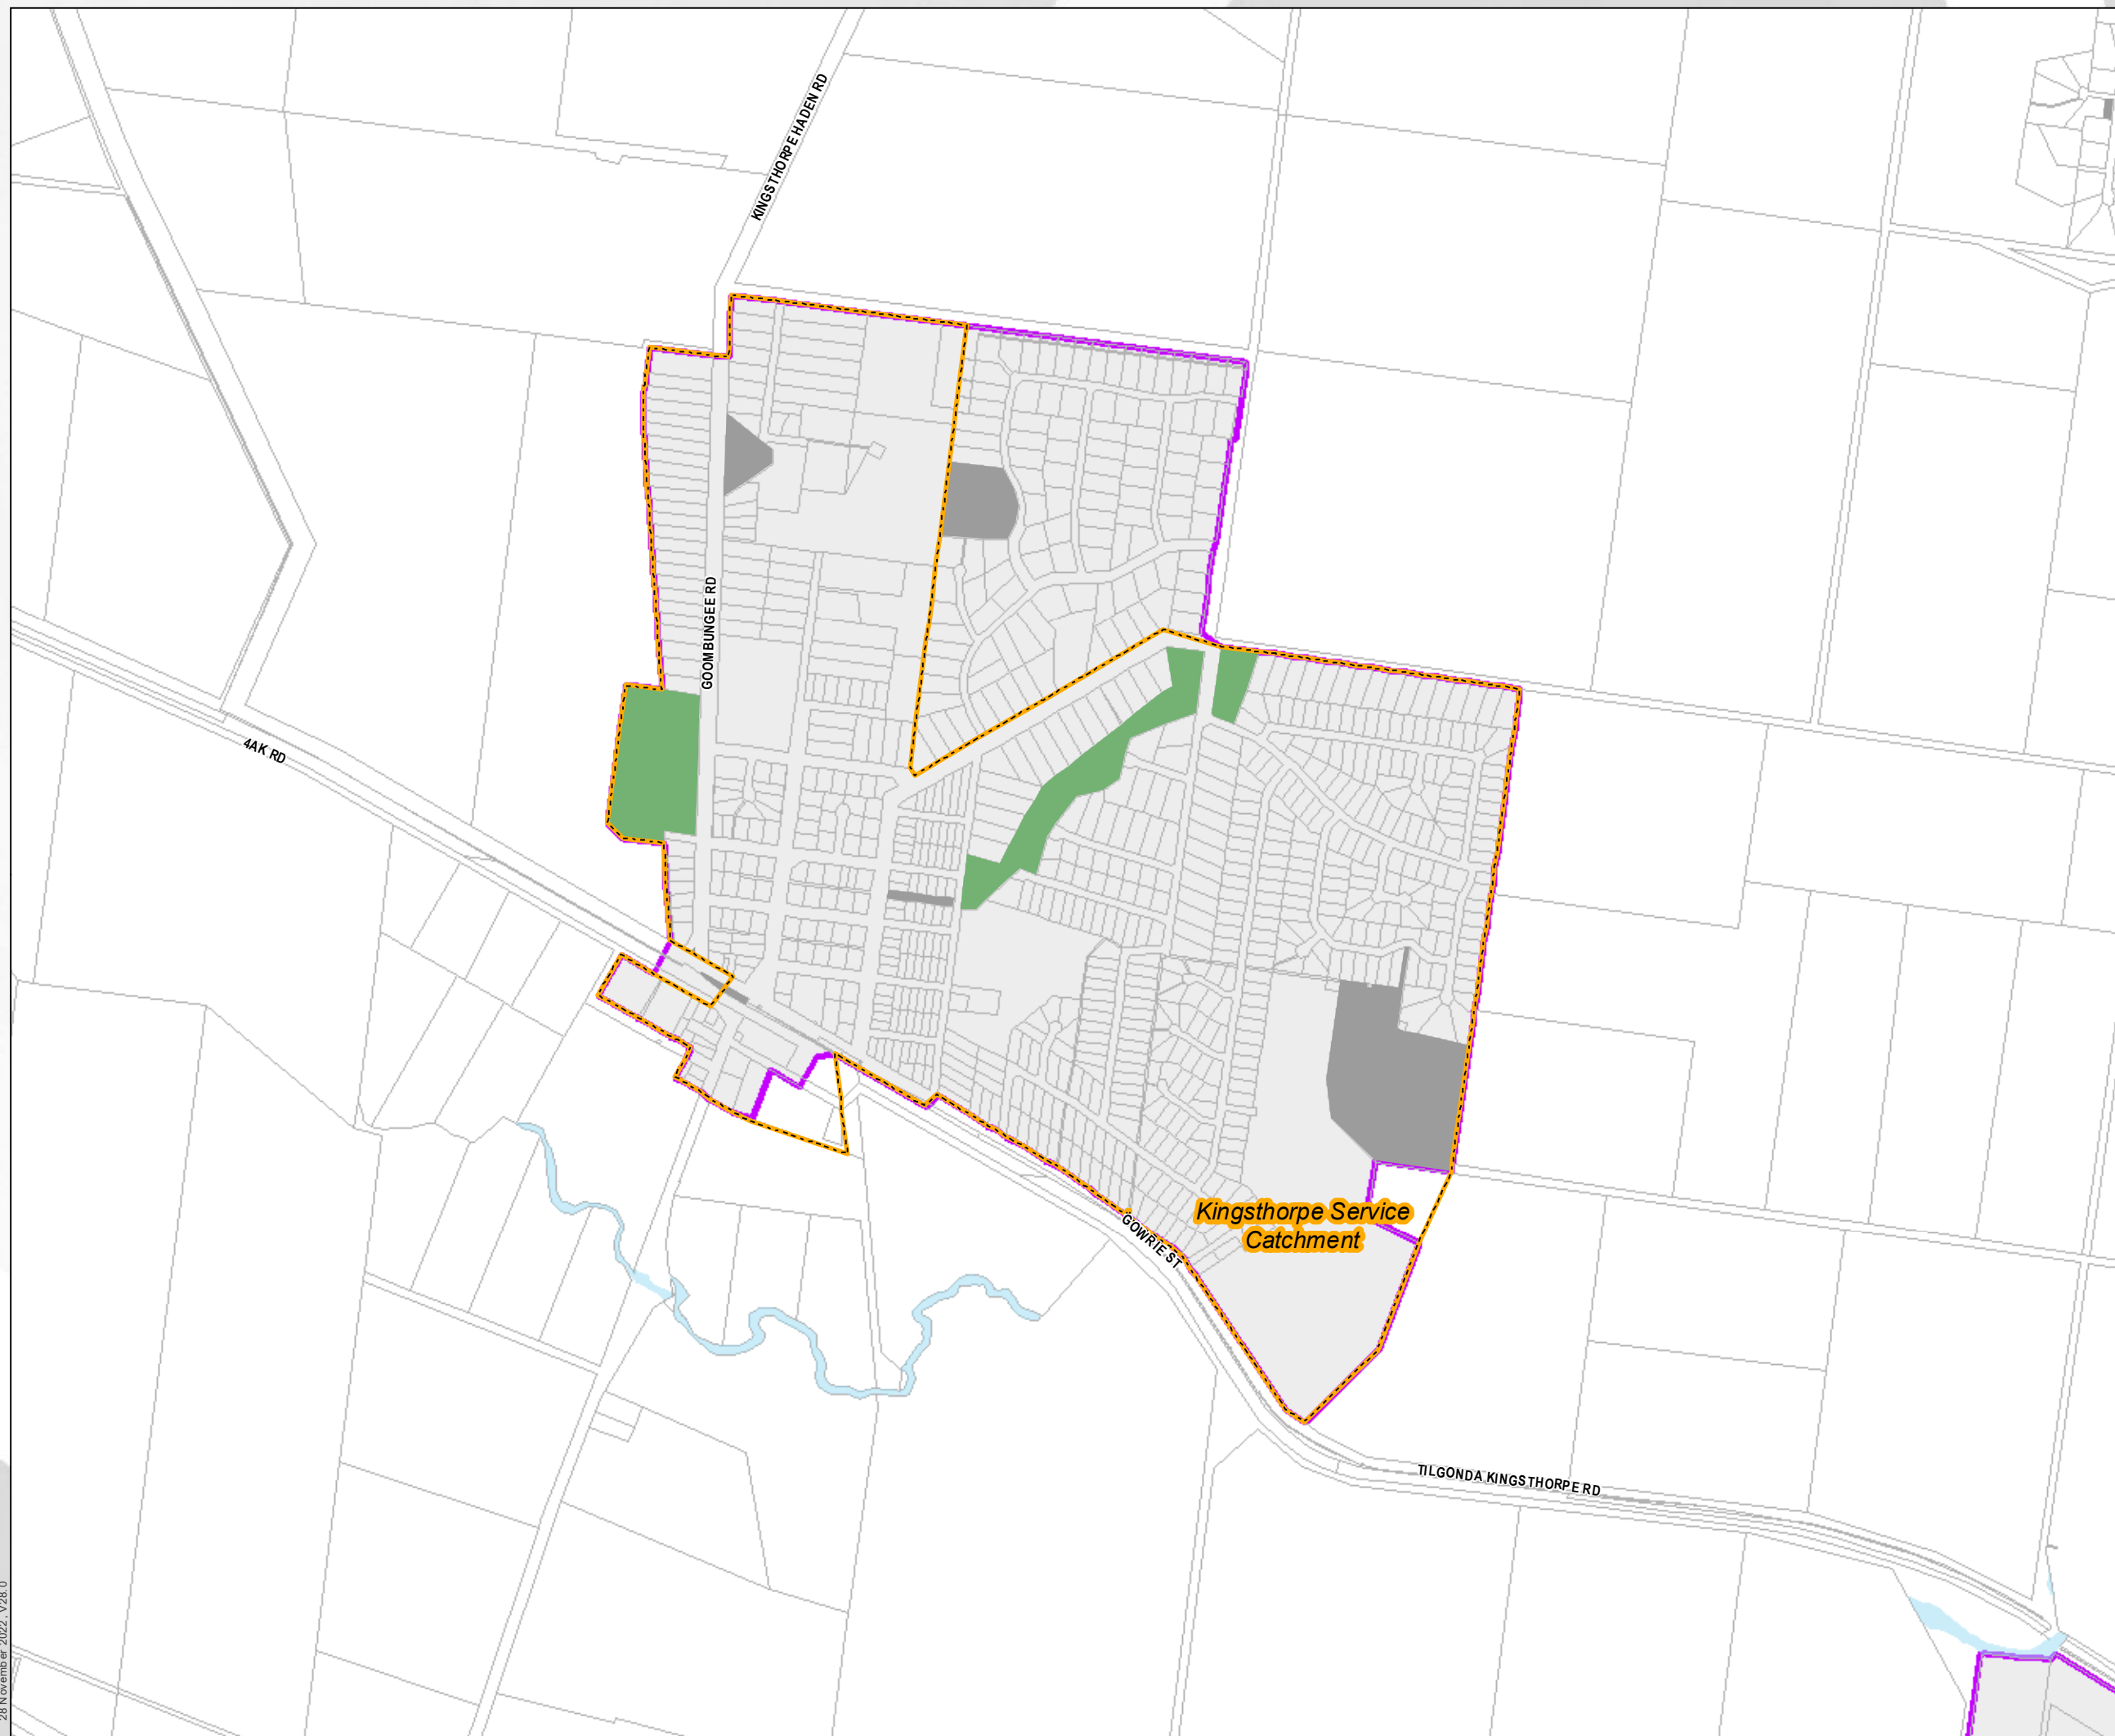 KINGSTHORPE HADEN RD
GOOMBUNGEE RD
4AK RD
Kingsthorpe Service
Catchment
GOWRIE ST
TILGONDA KINGSTHORPE RD
28 November 2022, V28.0